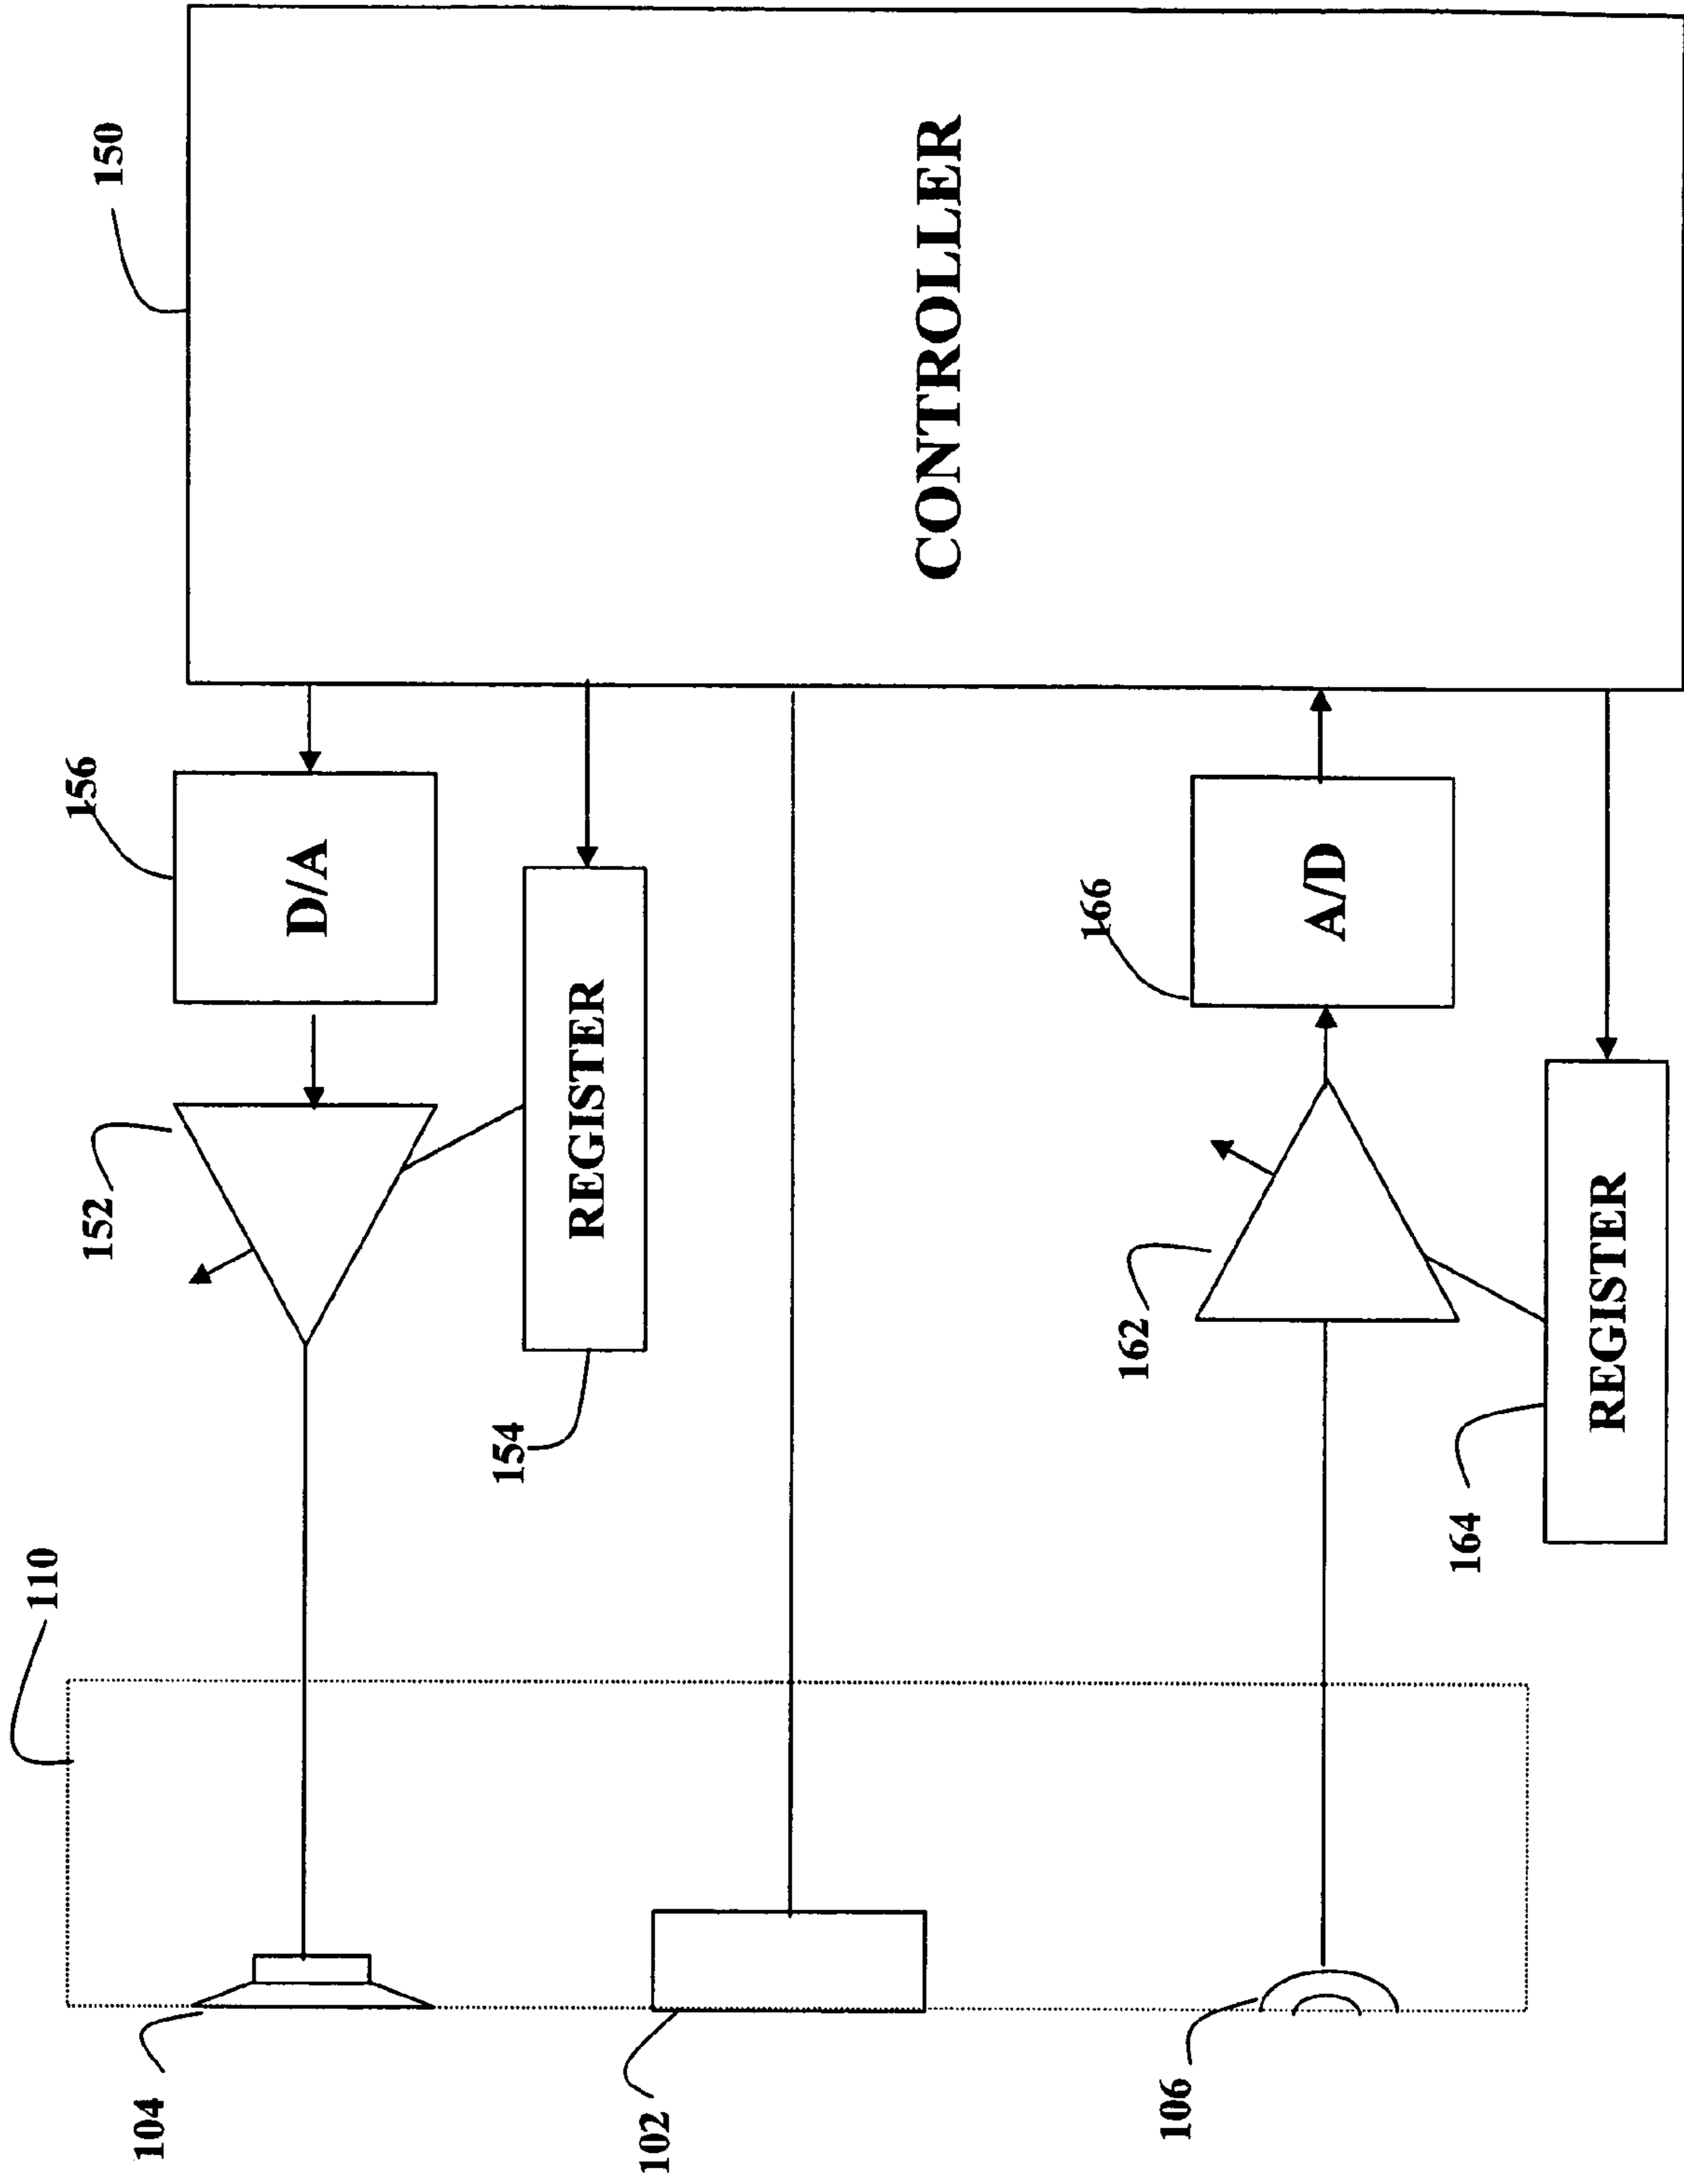 110
104
102
106
152
154
REGISTER
156
D/A
150
CONTROLLER
162
164
REGISTER
166
A/D